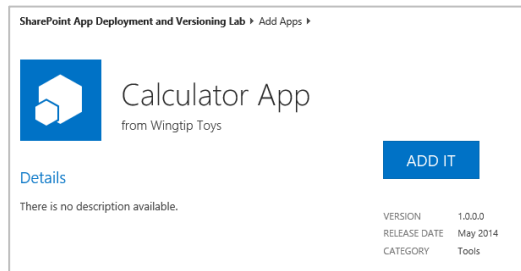 SharePoint App Deployment and Versioning Lab ▸ Add Apps ▸
Calculator App
from Wingtip Toys
ADD IT
Details
There is no description available.
VERSION 1.0.0.0
RELEASE DATE May 2014
CATEGORY Tools